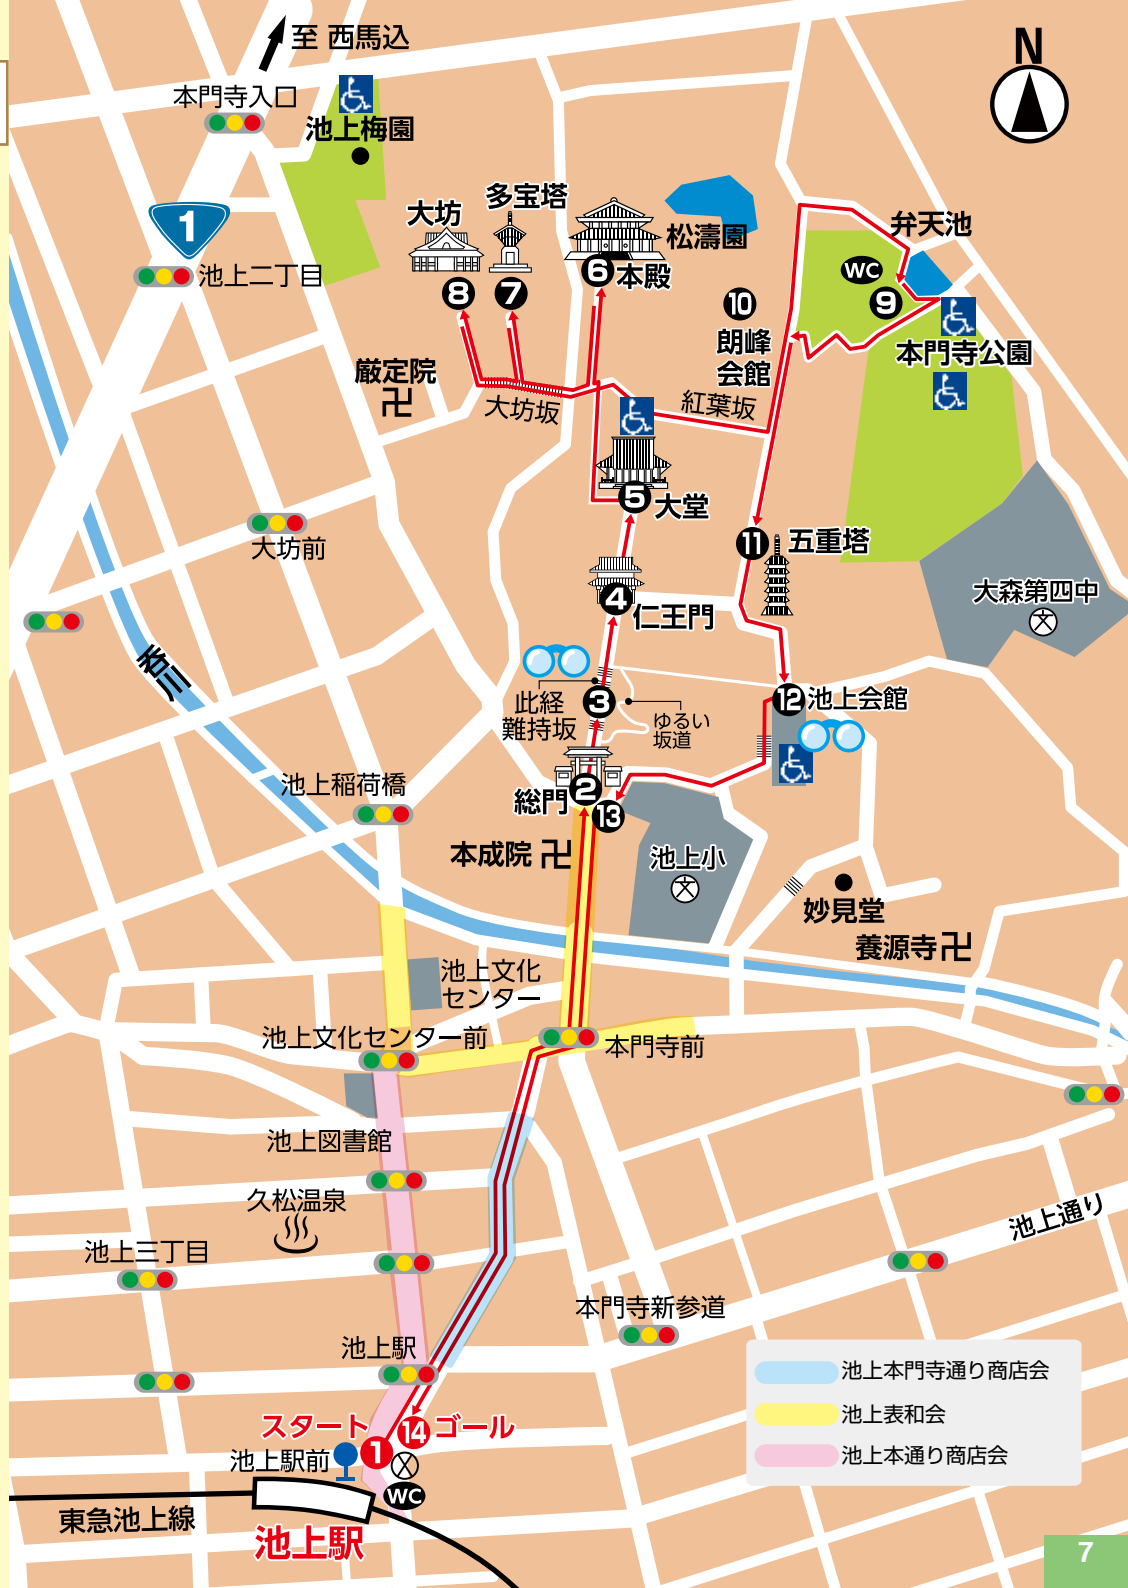 至 西馬込
N
本門寺入口
池上梅園
1
池上二丁目
大坊
多宝塔
松濤園
弁天池
WC
8
7
6
本殿
9
10
朗峰
会館
本門寺公園
厳定院
卍
大坊坂
紅葉坂
5
大堂
大坊前
11
五重塔
大森第四中
文
4
仁王門
呑川
此経
難持坂
3
ゆるい
坂道
12
池上会館
池上稲荷橋
総門
2
13
本成院 卍
池上小
文
妙見堂
養源寺 卍
池上文化
センター
池上文化センター前
本門寺前
池上図書館
久松温泉
池上三丁目
池上通り
本門寺新参道
池上駅
池上本門寺通り商店会
池上表和会
池上本通り商店会
スタート
1
14
ゴール
池上駅前
WC
東急池上線
池上駅
7